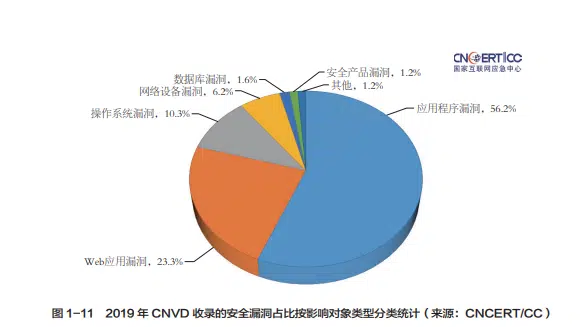 CNCERT/CC
国家互联网应急中心
数据库漏洞，1.6%
安全产品漏洞，1.2%
网络设备漏洞，6.2%
其他，1.2%
操作系统漏洞，10.3%
应用程序漏洞，56.2%
Web应用漏洞，23.3%
图 1-11 2019 年 CNVD 收录的安全漏洞占比按影响对象类型分类统计（来源：CNCERT/CC）